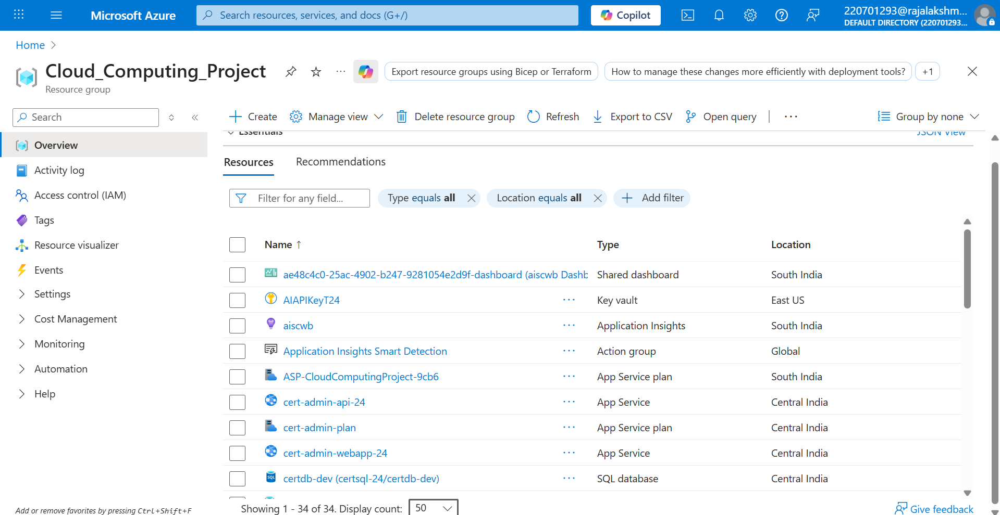 Microsoft Azure
Search resources, services, and docs (G+/)
Copilot
220701293@rajalakshm...
DEFAULT DIRECTORY (220701293...
Home
Cloud_Computing_Project
Resource group
Export resource groups using Bicep or Terraform
How to manage these changes more efficiently with deployment tools?
+1
Search
Create
Manage view
Delete resource group
Refresh
Export to CSV
Open query
Group by none
Overview
Activity log
Access control (IAM)
Tags
Resource visualizer
Events
Settings
Cost Management
Monitoring
Automation
Help
Add or remove favorites by pressing Ctrl+Shift+F
Essentials
JSON View
Resources
Recommendations
Filter for any field...
Type equals all
Location equals all
Add filter
Name ↑ Type Location
ae48c4c0-25ac-4902-b247-9281054e2d9f-dashboard (aiscwb Dashb Shared dashboard South India
AIAPIKeyT24 ... Key vault East US
aiscwb ... Application Insights South India
Application Insights Smart Detection ... Action group Global
ASP-CloudComputingProject-9cb6 ... App Service plan South India
cert-admin-api-24 ... App Service Central India
cert-admin-plan ... App Service plan Central India
cert-admin-webapp-24 ... App Service Central India
certdb-dev (certsql-24/certdb-dev) ... SQL database Central India
Showing 1 - 34 of 34. Display count: 50
Give feedback